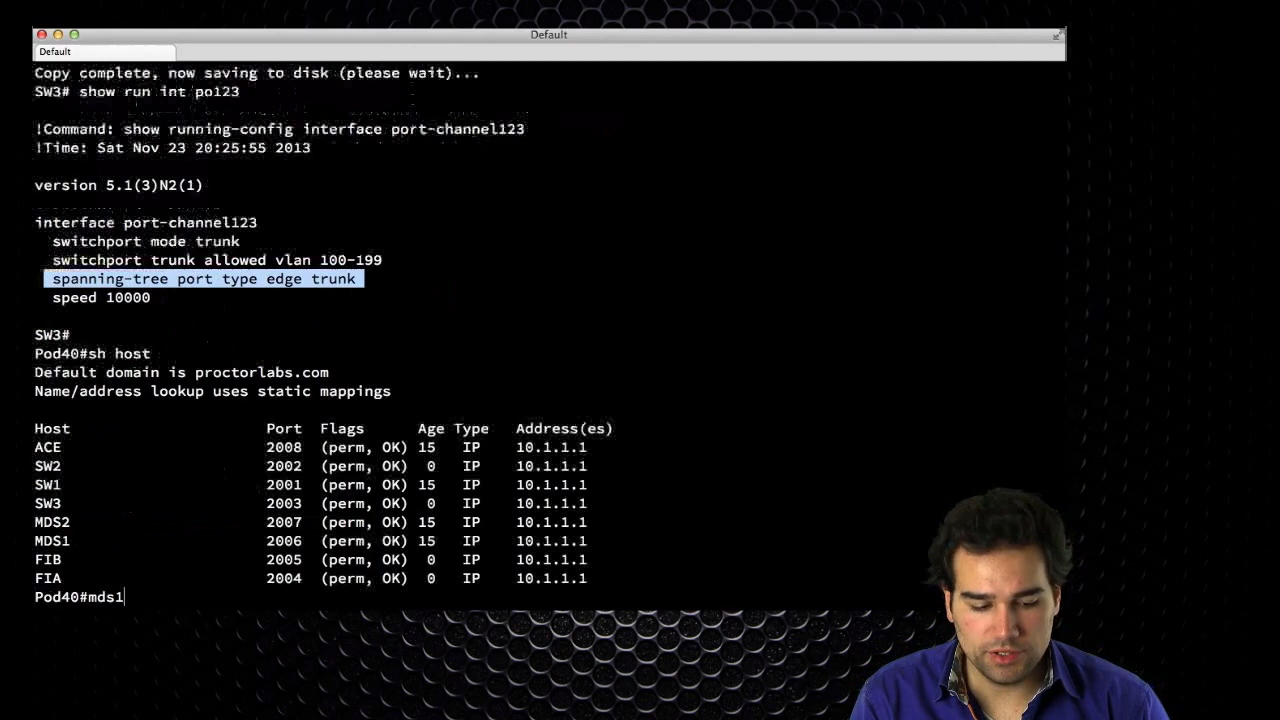 Default
Default
Copy complete, now saving to disk (please wait)...
SW3# show run int po123
!Command: show running-config interface port-channel123
!Time: Sat Nov 23 20:25:55 2013
version 5.1(3)N2(1)
interface port-channel123
switchport mode trunk
switchport trunk allowed vlan 100-199
spanning-tree port type edge trunk
speed 10000
SW3#
Pod40#sh host
Default domain is proctorlabs.com
Name/address lookup uses static mappings
Host Port Flags Age Type Address(es)
ACE 2008 (perm, OK) 15 IP 10.1.1.1
SW2 2002 (perm, OK) 0 IP 10.1.1.1
SW1 2001 (perm, OK) 15 IP 10.1.1.1
SW3 2003 (perm, OK) 0 IP 10.1.1.1
MDS2 2007 (perm, OK) 15 IP 10.1.1.1
MDS1 2006 (perm, OK) 15 IP 10.1.1.1
FIB 2005 (perm, OK) 0 IP 10.1.1.1
FIA 2004 (perm, OK) 0 IP 10.1.1.1
Pod40#mds1